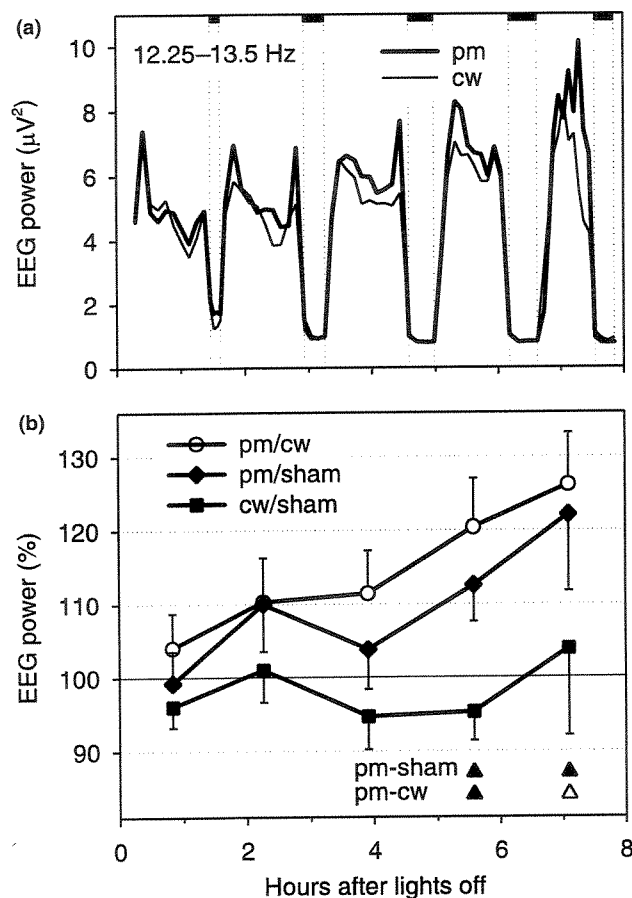 (a)
12.25–13.5 Hz
pm
cw
EEG power (μV²)
10
8
6
4
2
0
(b)
pm/cw
pm/sham
cw/sham
EEG power (%)
130
120
110
100
90
pm-sham ▲ ▲
pm-cw ▲ △
0 2 4 6 8
Hours after lights off